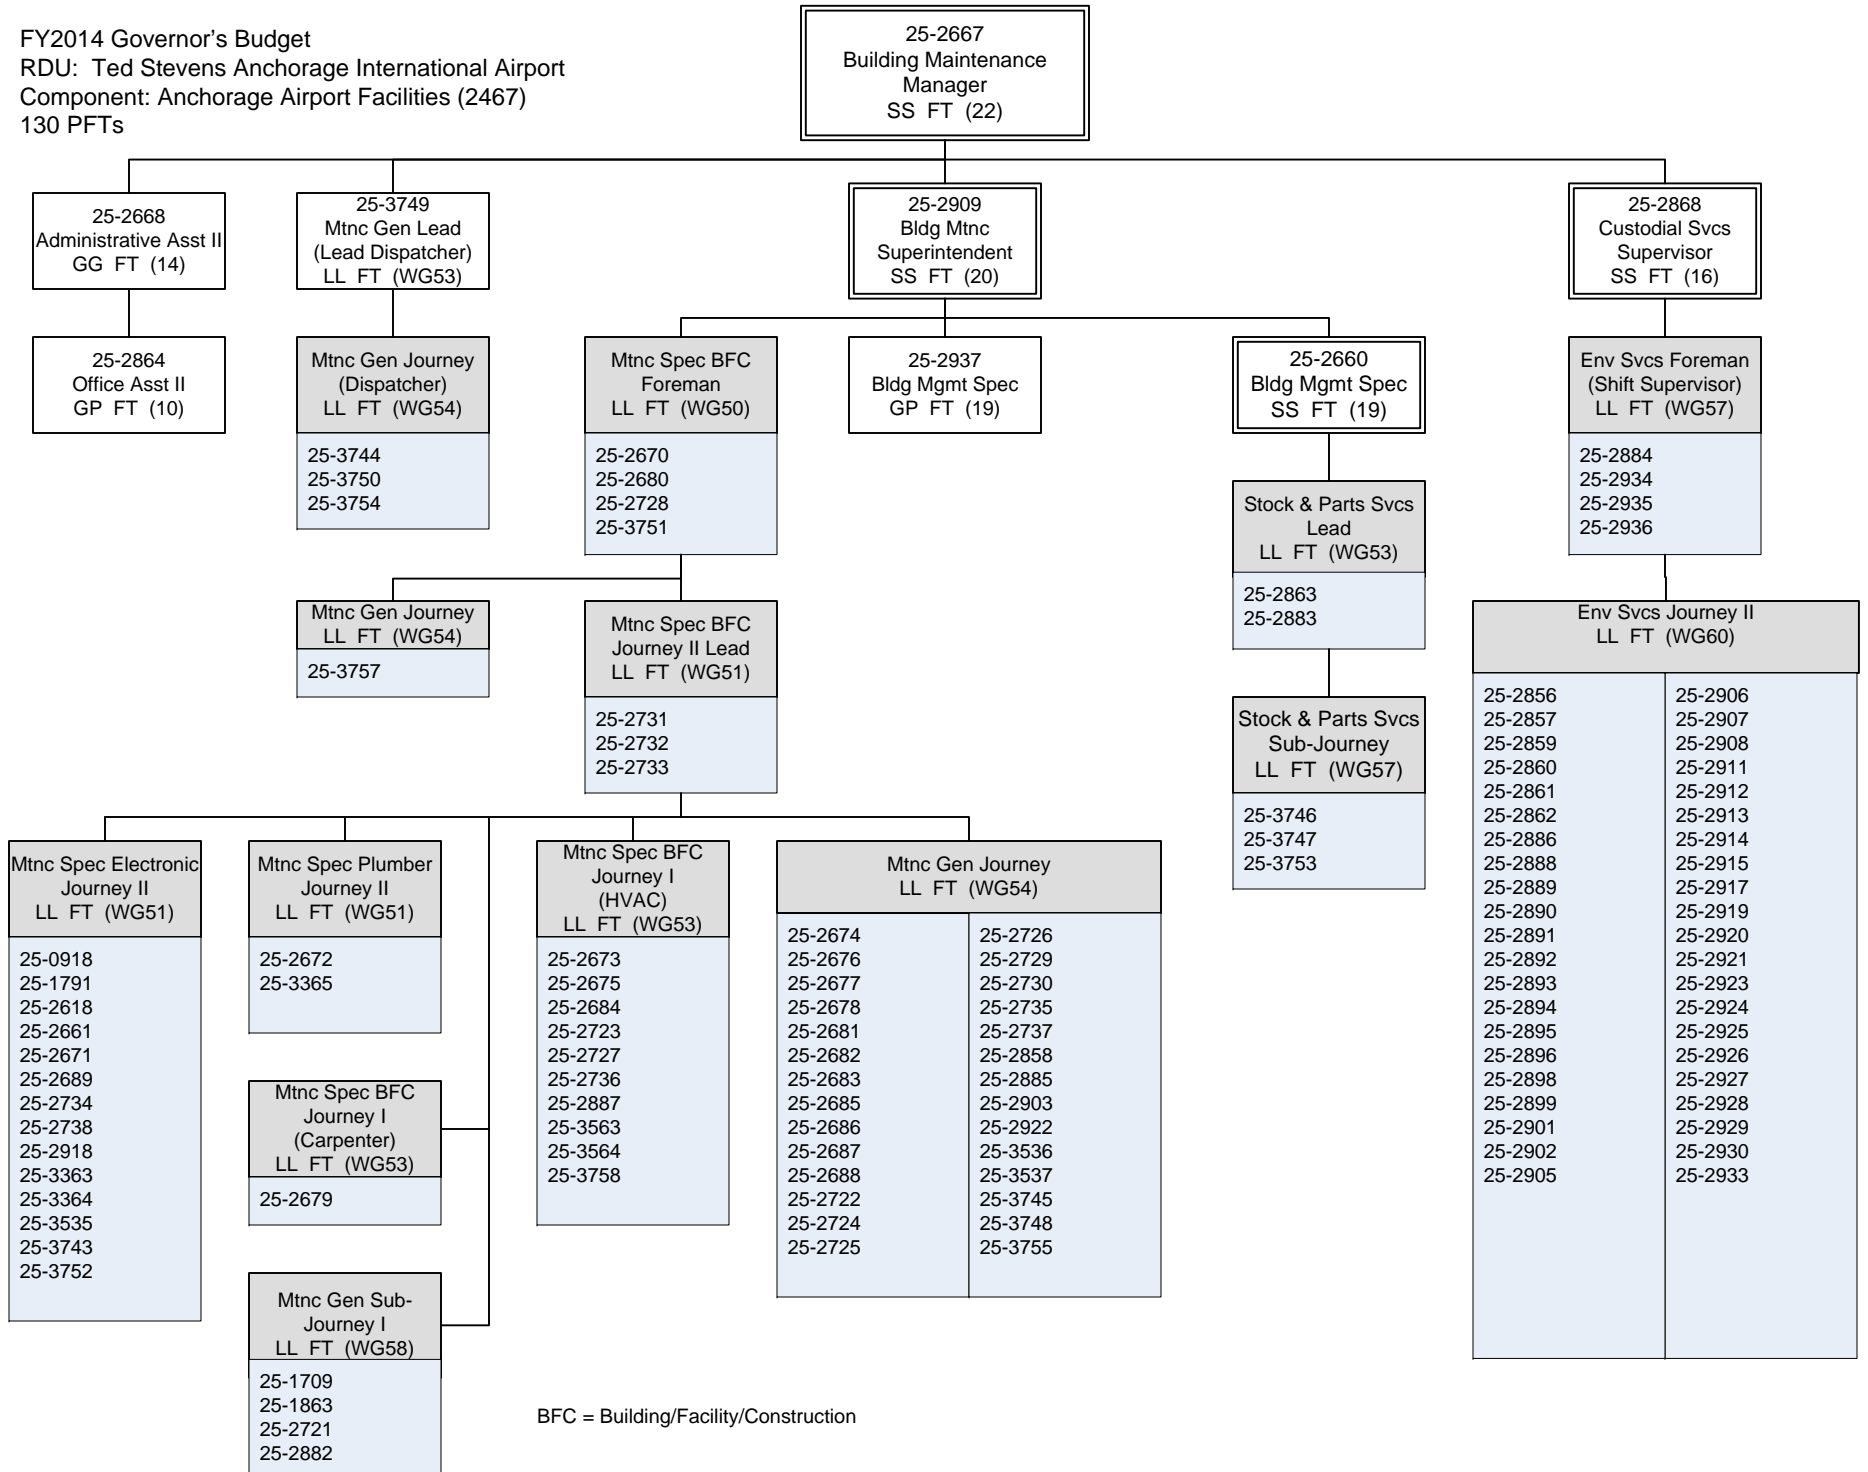 FY2014 Governor's Budget
RDU: Ted Stevens Anchorage International Airport
Component: Anchorage Airport Facilities (2467)
130 PFTs
25-2667
Building Maintenance
Manager
SS FT (22)
25-2668
Administrative Asst II
GG FT (14)
25-3749
Mtnc Gen Lead
(Lead Dispatcher)
LL FT (WG53)
25-2909
Bldg Mtnc
Superintendent
SS FT (20)
25-2868
Custodial Svcs
Supervisor
SS FT (16)
25-2864
Office Asst II
GP FT (10)
Mtnc Gen Journey
(Dispatcher)
LL FT (WG54)
25-3744
25-3750
25-3754
Mtnc Spec BFC
Foreman
LL FT (WG50)
25-2670
25-2680
25-2728
25-3751
25-2937
Bldg Mgmt Spec
GP FT (19)
25-2660
Bldg Mgmt Spec
SS FT (19)
Env Svcs Foreman
(Shift Supervisor)
LL FT (WG57)
25-2884
25-2934
25-2935
25-2936
Stock & Parts Svcs
Lead
LL FT (WG53)
25-2863
25-2883
Mtnc Gen Journey
LL FT (WG54)
25-3757
Mtnc Spec BFC
Journey II Lead
LL FT (WG51)
25-2731
25-2732
25-2733
Stock & Parts Svcs
Sub-Journey
LL FT (WG57)
25-3746
25-3747
25-3753
Env Svcs Journey II
LL FT (WG60)
25-2856
25-2857
25-2859
25-2860
25-2861
25-2862
25-2886
25-2888
25-2889
25-2890
25-2891
25-2892
25-2893
25-2894
25-2895
25-2896
25-2898
25-2899
25-2901
25-2902
25-2905
25-2906
25-2907
25-2908
25-2911
25-2912
25-2913
25-2914
25-2915
25-2917
25-2919
25-2920
25-2921
25-2923
25-2924
25-2925
25-2926
25-2927
25-2928
25-2929
25-2930
25-2933
Mtnc Spec Electronic
Journey II
LL FT (WG51)
25-0918
25-1791
25-2618
25-2661
25-2671
25-2689
25-2734
25-2738
25-2918
25-3363
25-3364
25-3535
25-3743
25-3752
Mtnc Spec Plumber
Journey II
LL FT (WG51)
25-2672
25-3365
Mtnc Spec BFC
Journey I
(Carpenter)
LL FT (WG53)
25-2679
Mtnc Gen Sub-
Journey I
LL FT (WG58)
25-1709
25-1863
25-2721
25-2882
Mtnc Spec BFC
Journey I
(HVAC)
LL FT (WG53)
25-2673
25-2675
25-2684
25-2723
25-2727
25-2736
25-2887
25-3563
25-3564
25-3758
Mtnc Gen Journey
LL FT (WG54)
25-2674
25-2676
25-2677
25-2678
25-2681
25-2682
25-2683
25-2685
25-2686
25-2687
25-2688
25-2722
25-2724
25-2725
25-2726
25-2729
25-2730
25-2735
25-2737
25-2858
25-2885
25-2903
25-2922
25-3536
25-3537
25-3745
25-3748
25-3755
BFC = Building/Facility/Construction